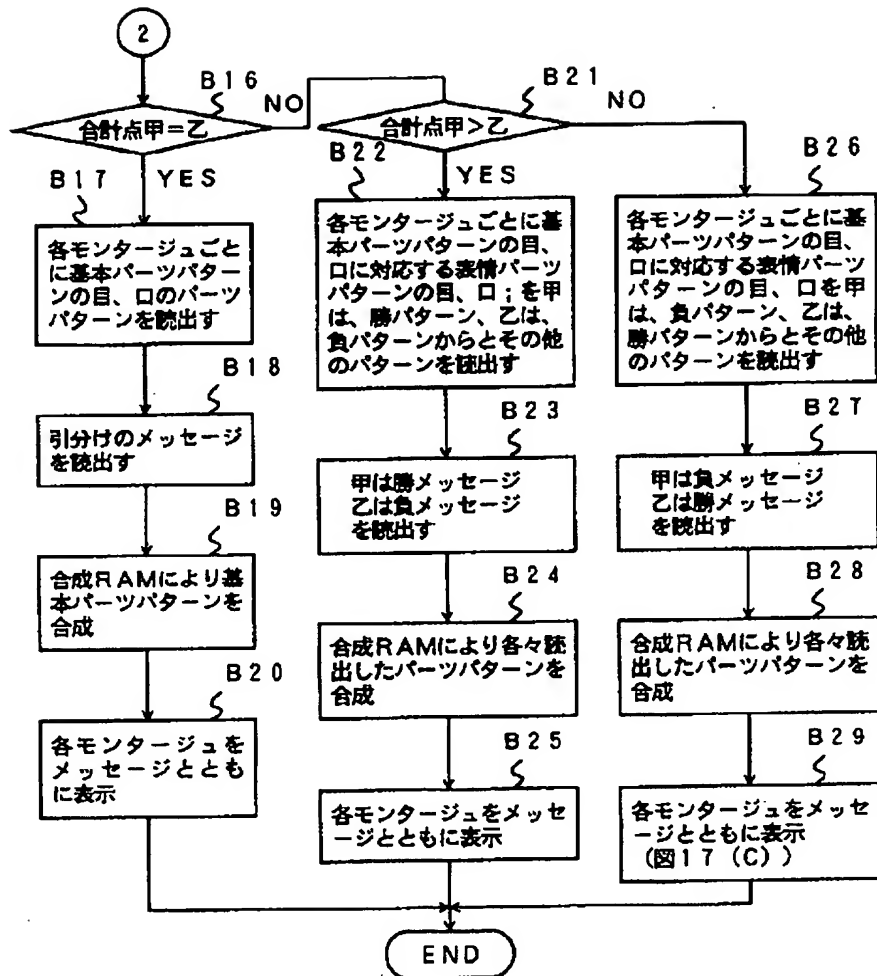 2
B16
合計点甲=乙
NO
YES
B17
各モンタージュごと
に基本パーツパター
ンの目、口のパーツ
パターンを読出す
B18
引分けのメッセージ
を読出す
B19
合成RAMにより基
本パーツパターンを
合成
B20
各モンタージュを
メッセージととも
に表示
B21
合計点甲>乙
NO
YES
B22
各モンタージュごとに基
本パーツパターンの目、
口に対応する表情パーツ
パターンの目、口;を甲
は、勝パターン、乙は、
負パターンからとその他
のパターンを読出す
B23
甲は勝メッセージ
乙は負メッセージ
を読出す
B24
合成RAMにより各々読
出したパーツパターンを
合成
B25
各モンタージュをメッセ
ージとともに表示
B26
各モンタージュごとに基
本パーツパターンの目、
口に対応する表情パーツ
パターンの目、口を甲
は、負パターン、乙は、
勝パターンからとその他
のパターンを読出す
B27
甲は負メッセージ
乙は勝メッセージ
を読出す
B28
合成RAMにより各々読
出したパーツパターンを
合成
B29
各モンタージュをメッセ
ージとともに表示
(図17(C))
END